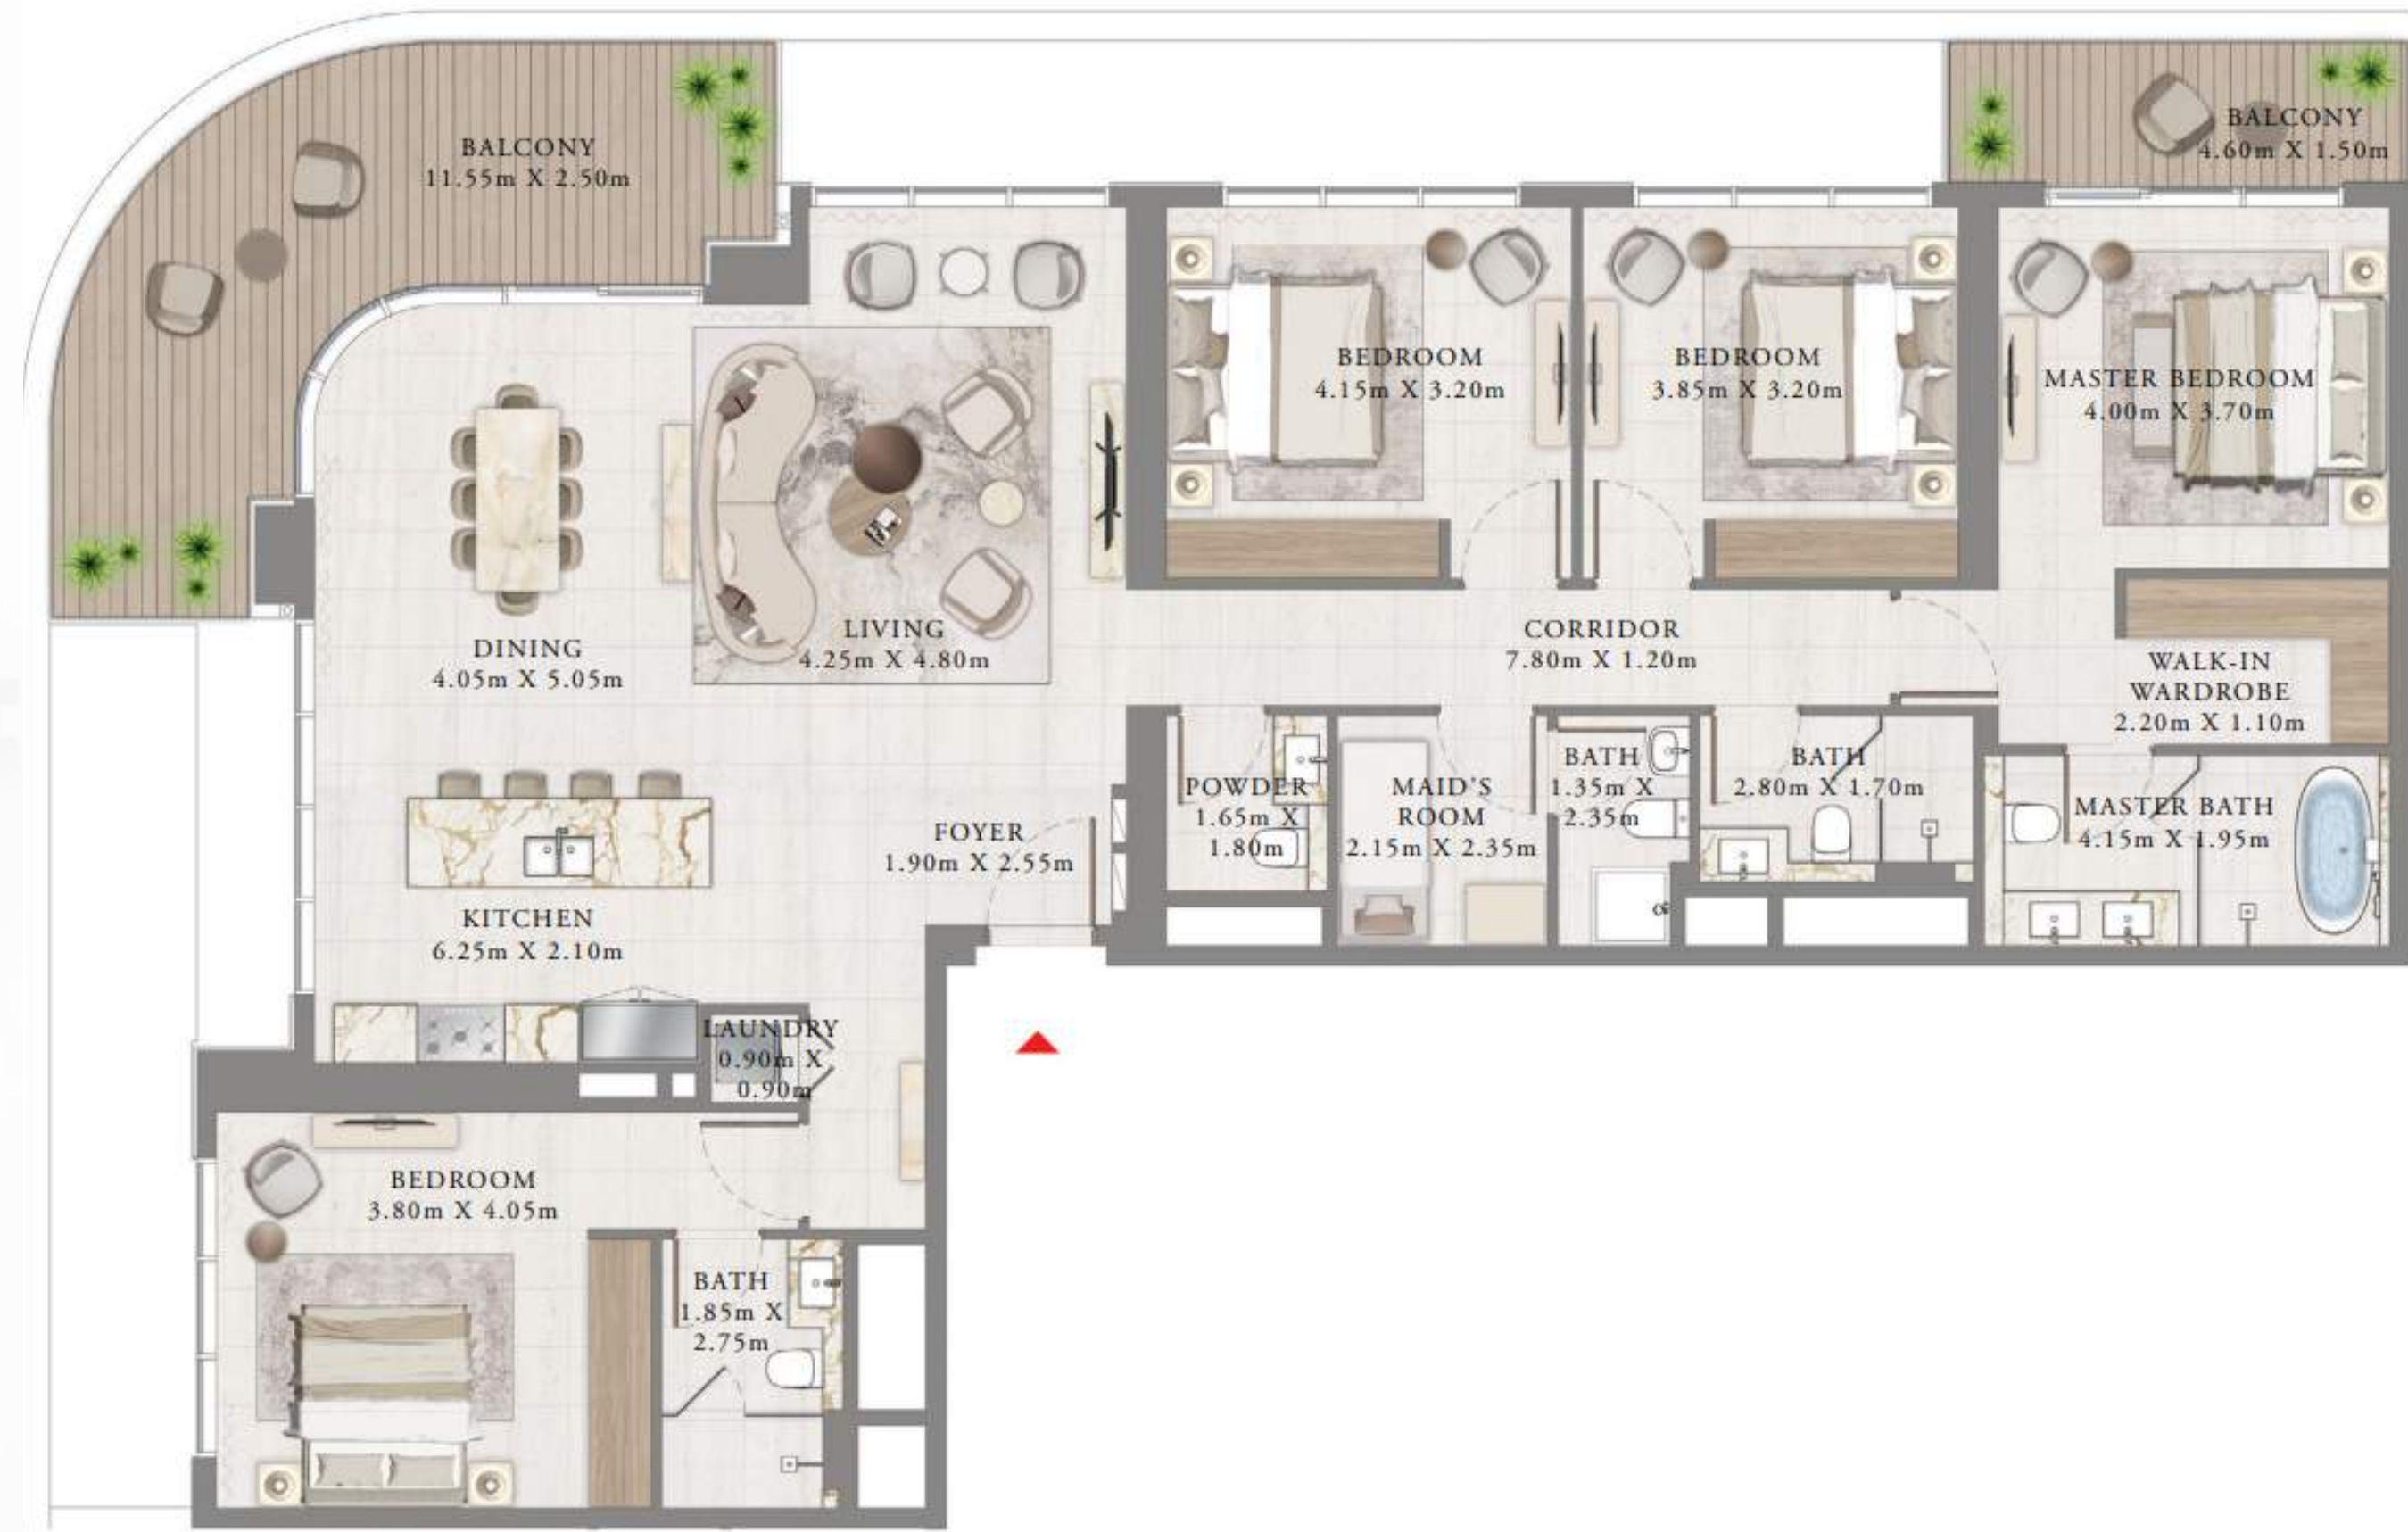 BALCONY
11.55m X 2.50m
BALCONY
4.60m X 1.50m
BEDROOM
4.15m X 3.20m
BEDROOM
3.85m X 3.20m
MASTER BEDROOM
4.00m X 3.70m
DINING
4.05m X 5.05m
LIVING
4.25m X 4.80m
CORRIDOR
7.80m X 1.20m
WALK-IN
WARDROBE
2.20m X 1.10m
POWDER
1.65m X
1.80m
MAID'S
ROOM
2.15m X 2.35m
BATH
1.35m X
2.35m
BATH
2.80m X 1.70m
MASTER BATH
4.15m X 1.95m
FOYER
1.90m X 2.55m
KITCHEN
6.25m X 2.10m
LAUNDRY
0.90m X
0.90m
BEDROOM
3.80m X 4.05m
BATH
1.85m X
2.75m